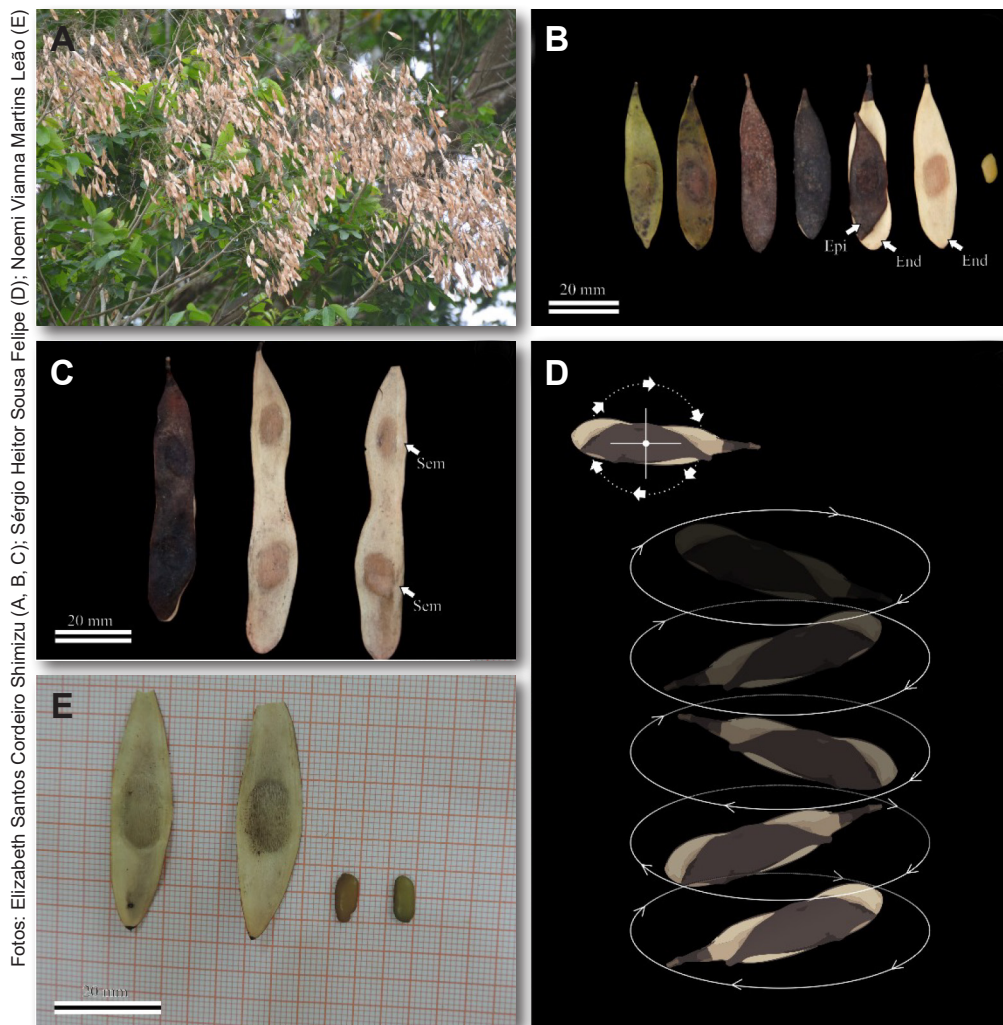 Fotos: Elizabeth Santos Cordeiro Shimizu (A, B, C); Sérgio Heitor Sousa Felipe (D); Noemi Vianna Martins Leão (E)
A
B
Epi
End
End
20 mm
C
Sem
Sem
20 mm
D
E
20 mm